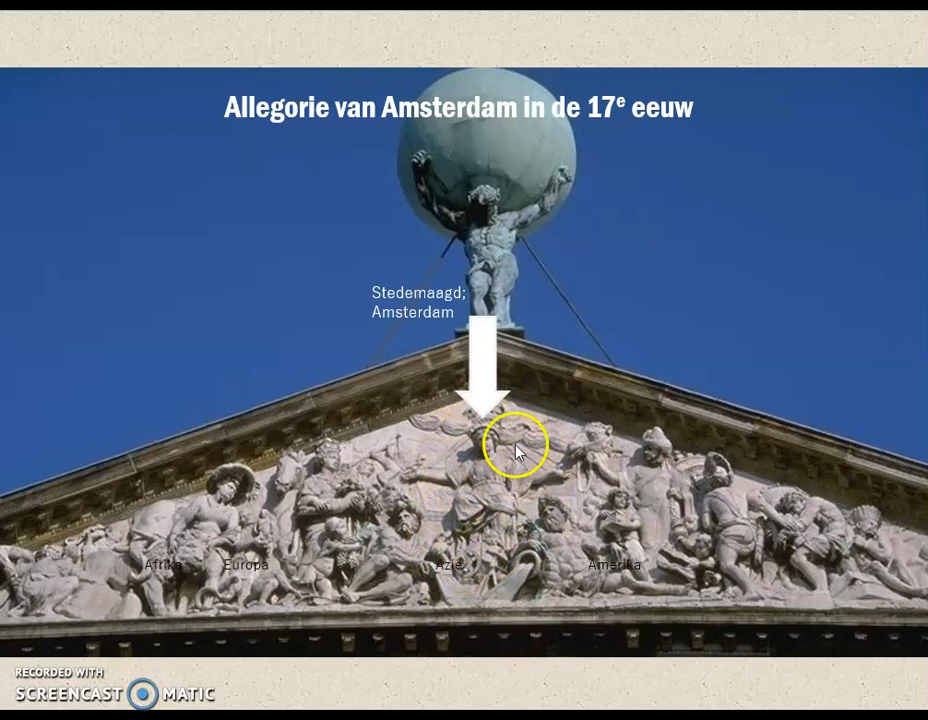 Allegorie van Amsterdam in de 17e eeuw
Stedemaagd;
Amsterdam
Afrika Europa Azië Amerika
RECORDED WITH
SCREENCAST MATIC